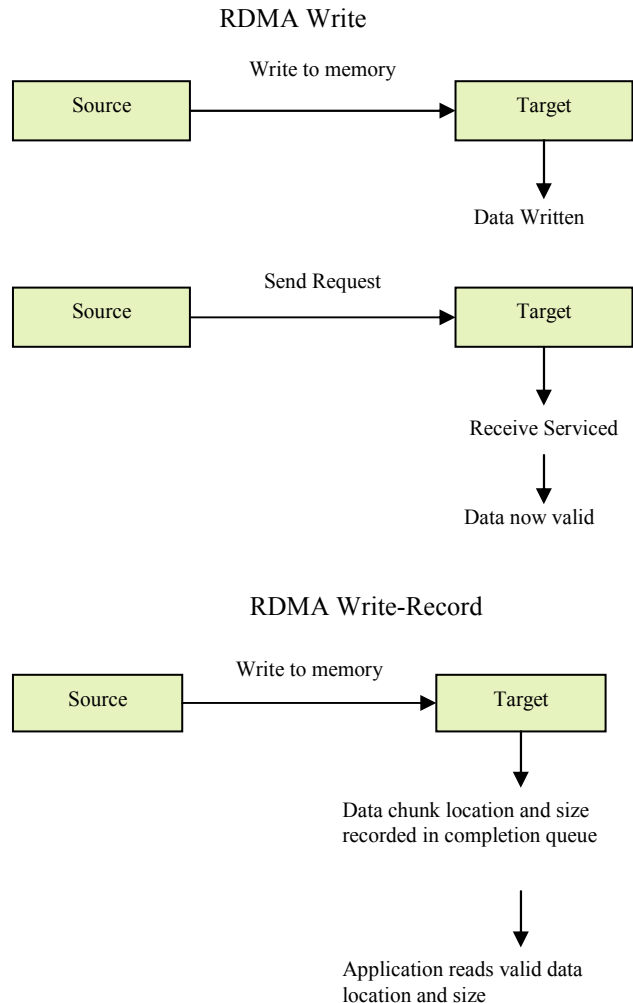 RDMA Write
Write to memory
Source
Target
Data Written
Send Request
Source
Target
Receive Serviced
Data now valid
RDMA Write-Record
Write to memory
Source
Target
Data chunk location and size
recorded in completion queue
Application reads valid data
location and size